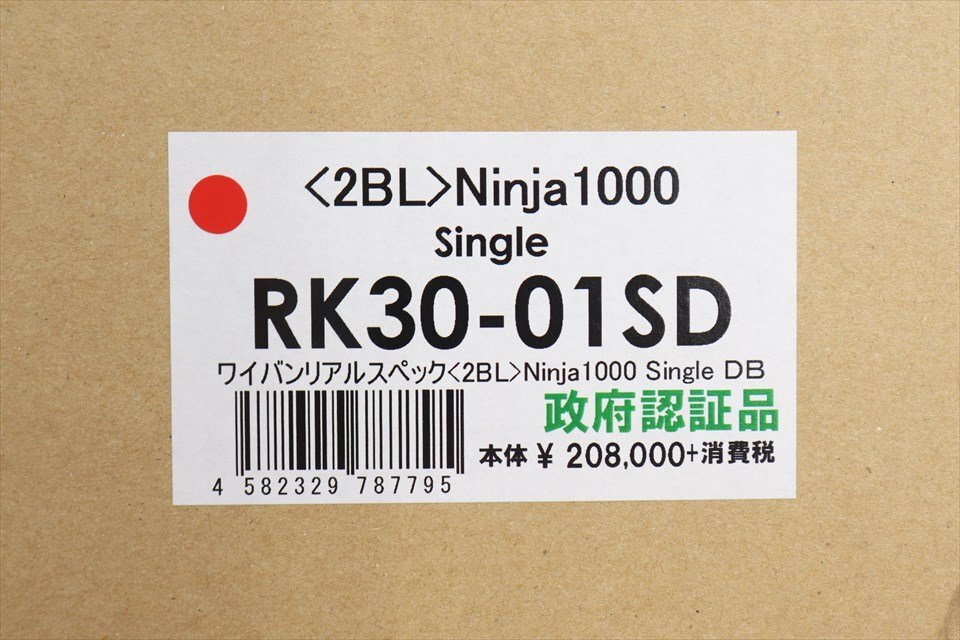 <2BL>Ninja1000
Single
RK30-01SD
ワイバンリアルスペック<2BL>Ninja1000 Single DB
政府認証品
本体 ¥ 208,000+消費税
4 582329 787795